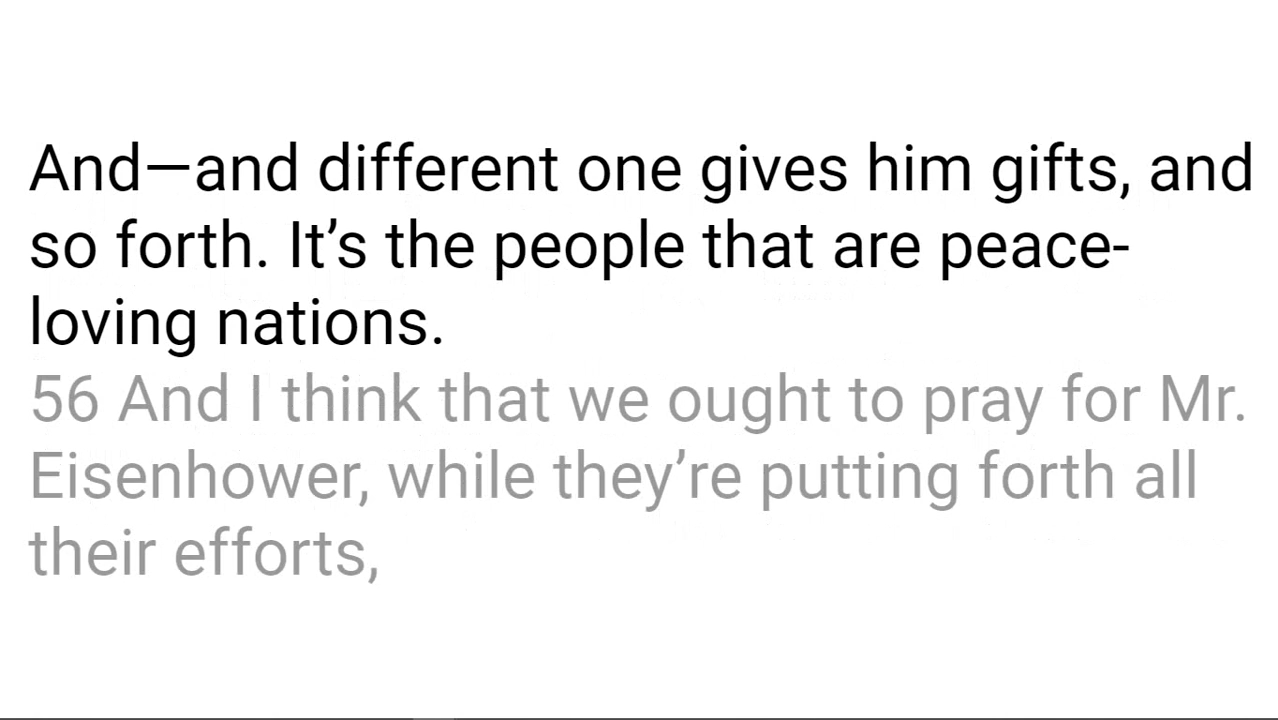 And—and different one gives him gifts, and
so forth. It’s the people that are peace-
loving nations.
56 And I think that we ought to pray for Mr.
Eisenhower, while they’re putting forth all
their efforts,